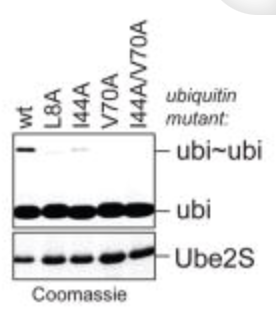 wt
L8A
I44A
V70A
I44A/V70A
ubiquitin
mutant:
ubi~ubi
ubi
Ube2S
Coomassie